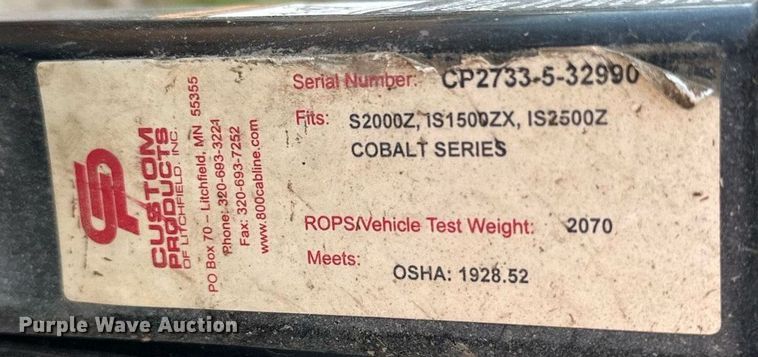 CP
CUSTOM
PRODUCTS
OF LITCHFIELD, INC.
PO Box 70 – Litchfield, MN 55355
Phone: 320-693-3221
Fax: 320-693-7252
www.800cabline.com
Serial Number: CP2733-5-32990
Fits: S2000Z, IS1500ZX, IS2500Z
COBALT SERIES
ROPS/Vehicle Test Weight: 2070
Meets:
OSHA: 1928.52
Purple Wave Auction